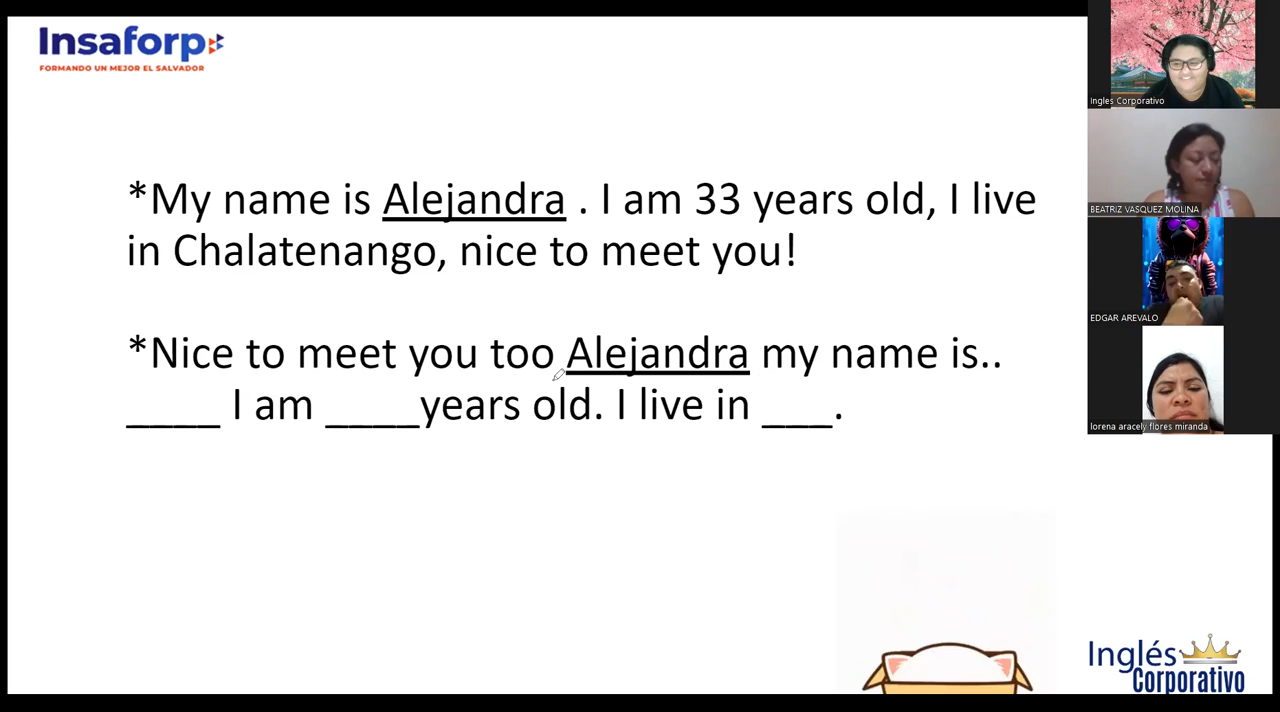 Insaforp
FORMANDO UN MEJOR EL SALVADOR
*My name is Alejandra . I am 33 years old, I live
in Chalatenango, nice to meet you!
*Nice to meet you too Alejandra my name is..
____ I am ____years old. I live in ___.
Ingles Corporativo
BEATRIZ VASQUEZ MOLINA
EDGAR AREVALO
lorena aracely flores miranda
Inglés
Corporativo